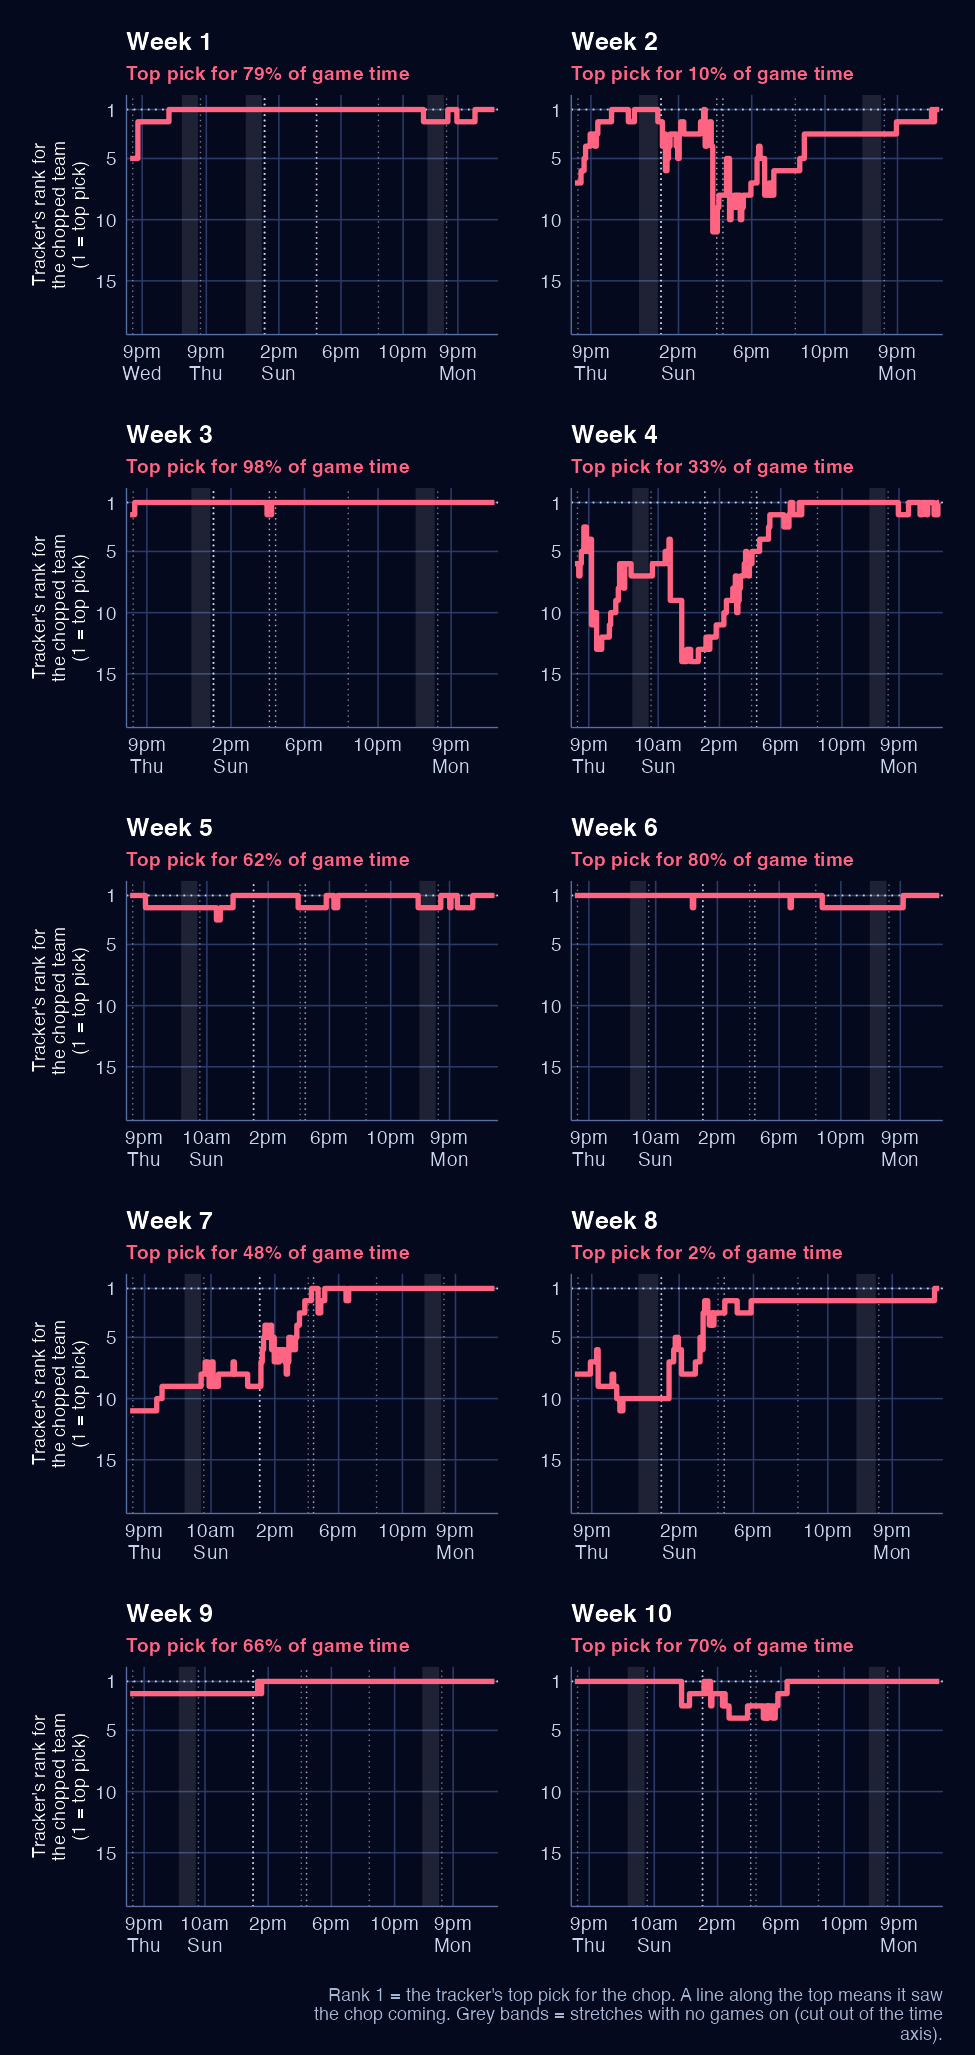 Week 1
Top pick for 79% of game time
Tracker's rank for
the chopped team
(1 = top pick)
1
5
10
15
9pm 9pm 2pm 6pm 10pm 9pm
Wed Thu Sun Mon
Week 2
Top pick for 10% of game time
1
5
10
15
9pm 2pm 6pm 10pm 9pm
Thu Sun Mon
Week 3
Top pick for 98% of game time
Tracker's rank for
the chopped team
(1 = top pick)
1
5
10
15
9pm 2pm 6pm 10pm 9pm
Thu Sun Mon
Week 4
Top pick for 33% of game time
1
5
10
15
9pm 10am 2pm 6pm 10pm 9pm
Thu Sun Mon
Week 5
Top pick for 62% of game time
Tracker's rank for
the chopped team
(1 = top pick)
1
5
10
15
9pm 10am 2pm 6pm 10pm 9pm
Thu Sun Mon
Week 6
Top pick for 80% of game time
1
5
10
15
9pm 10am 2pm 6pm 10pm 9pm
Thu Sun Mon
Week 7
Top pick for 48% of game time
Tracker's rank for
the chopped team
(1 = top pick)
1
5
10
15
9pm 10am 2pm 6pm 10pm 9pm
Thu Sun Mon
Week 8
Top pick for 2% of game time
1
5
10
15
9pm 2pm 6pm 10pm 9pm
Thu Sun Mon
Week 9
Top pick for 66% of game time
Tracker's rank for
the chopped team
(1 = top pick)
1
5
10
15
9pm 10am 2pm 6pm 10pm 9pm
Thu Sun Mon
Week 10
Top pick for 70% of game time
1
5
10
15
9pm 10am 2pm 6pm 10pm 9pm
Thu Sun Mon
Rank 1 = the tracker's top pick for the chop. A line along the top means it saw
the chop coming. Grey bands = stretches with no games on (cut out of the time
axis).